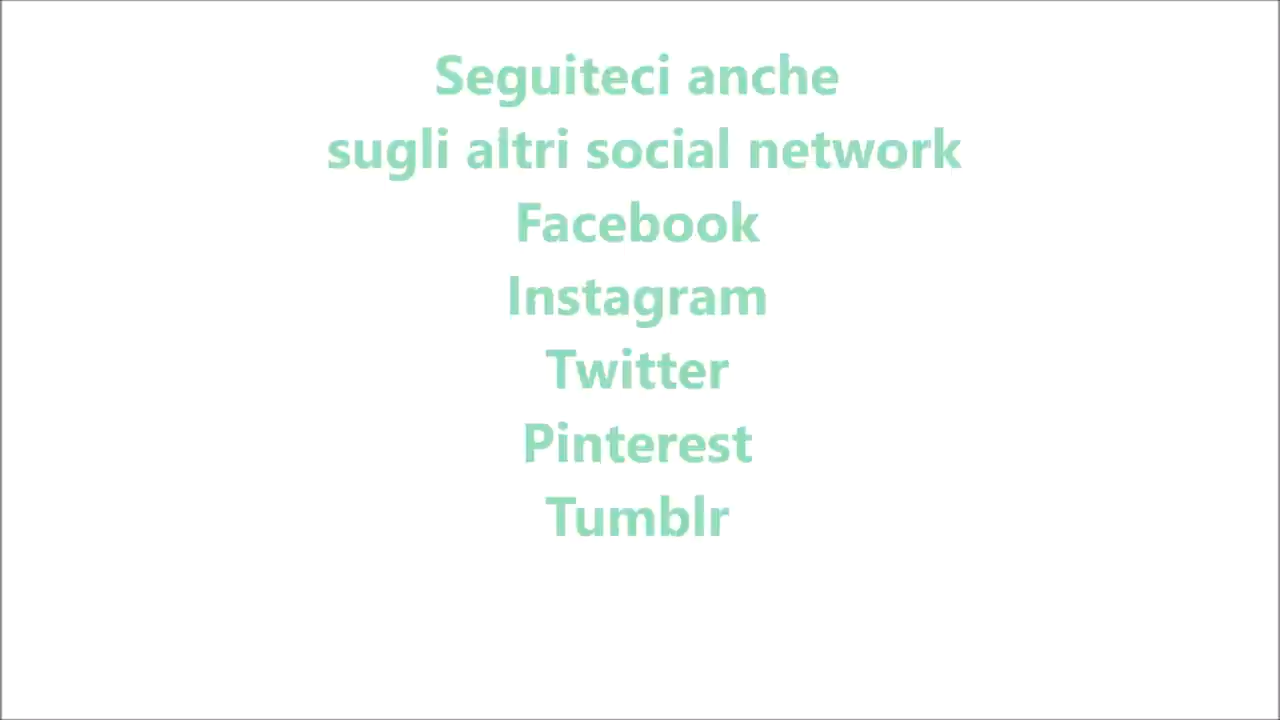 Seguiteci anche
sugli altri social network
Facebook
Instagram
Twitter
Pinterest
Tumblr